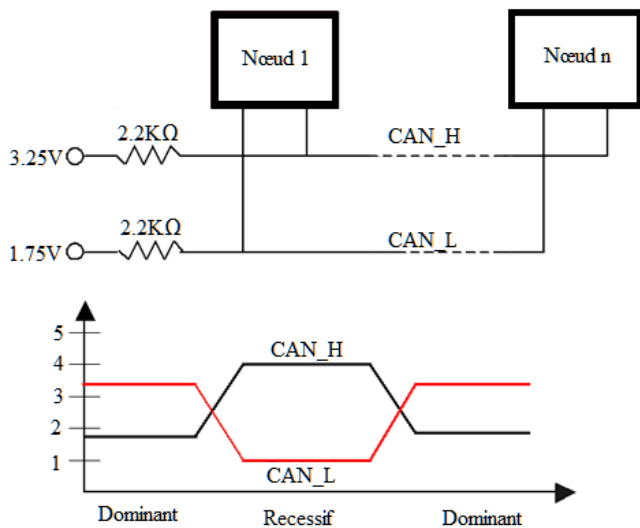 Nœud 1
Nœud n
2.2KΩ
CAN_H
3.25V
2.2KΩ
CAN_L
1.75V
5
4
3
2
1
CAN_H
CAN_L
Dominant
Recessif
Dominant